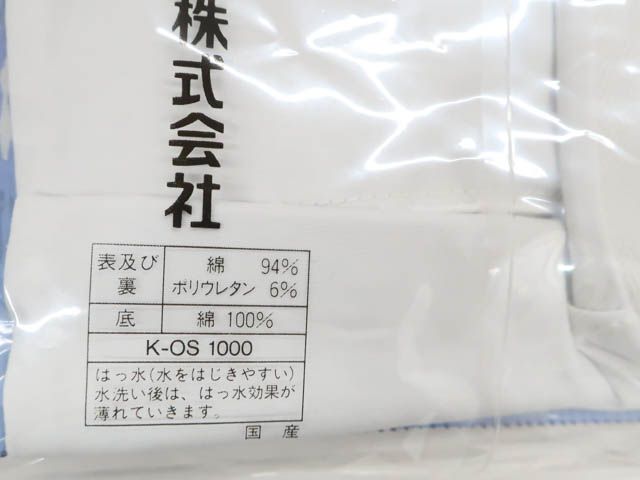 株式会社
表及び 綿 94%
裏 ポリウレタン 6%
底 綿 100%
K-OS 1000
はっ水(水をはじきやすい)
水洗い後は、はっ水効果が
薄れていきます。
国産